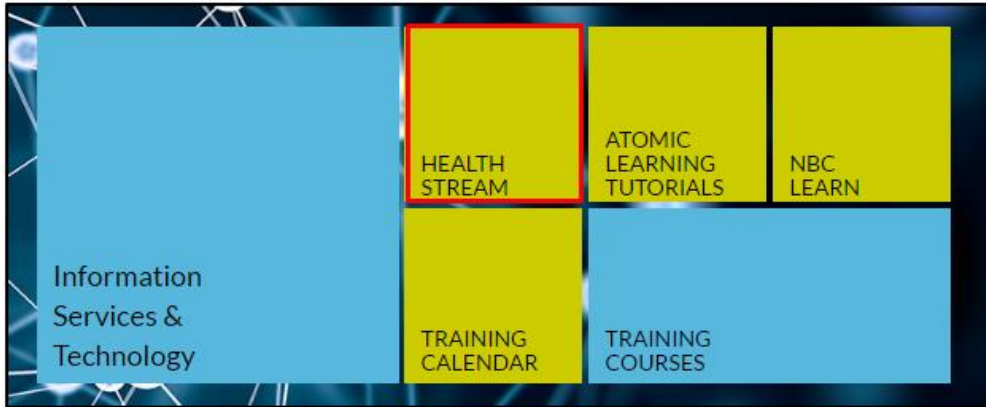 Information
Services &
Technology
HEALTH
STREAM
ATOMIC
LEARNING
TUTORIALS
NBC
LEARN
TRAINING
CALENDAR
TRAINING
COURSES